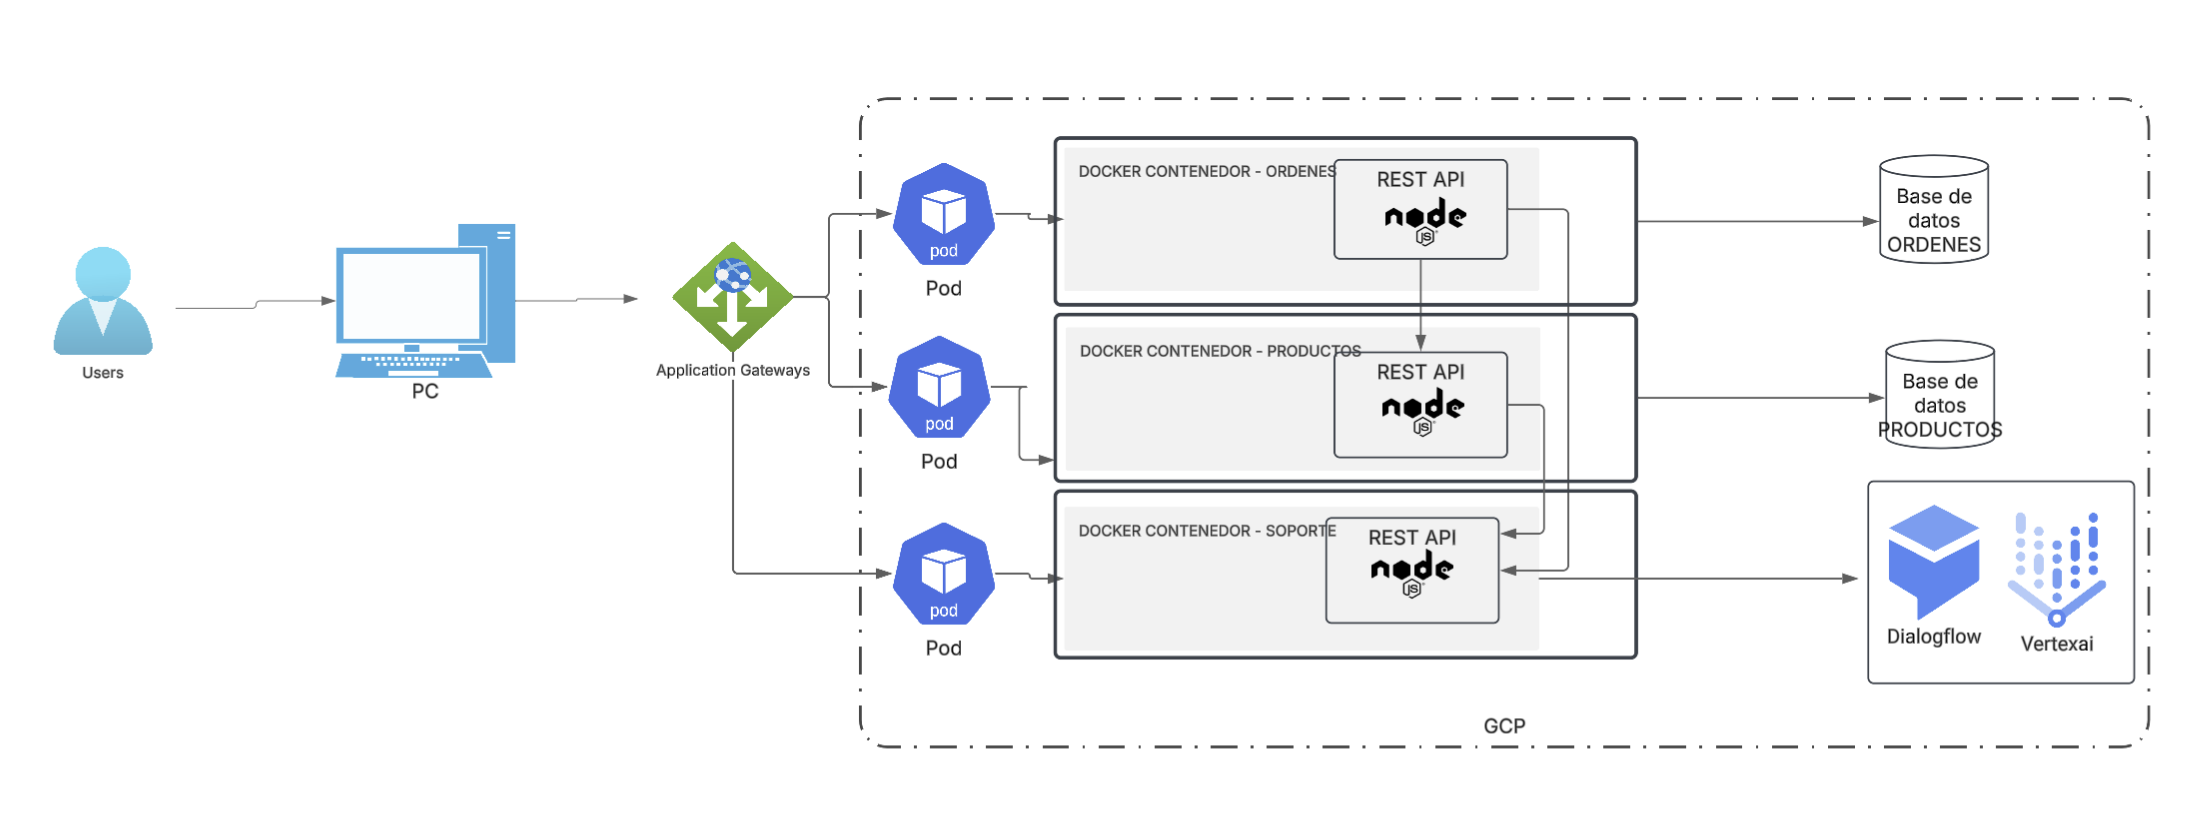 Users
PC
Application Gateways
pod
Pod
pod
Pod
pod
Pod
DOCKER CONTENEDOR - ORDENES
REST API
node
JS
DOCKER CONTENEDOR - PRODUCTOS
REST API
node
JS
DOCKER CONTENEDOR - SOPORTE
REST API
node
JS
Base de
datos
ORDENES
Base de
datos
PRODUCTOS
Dialogflow
Vertexai
GCP